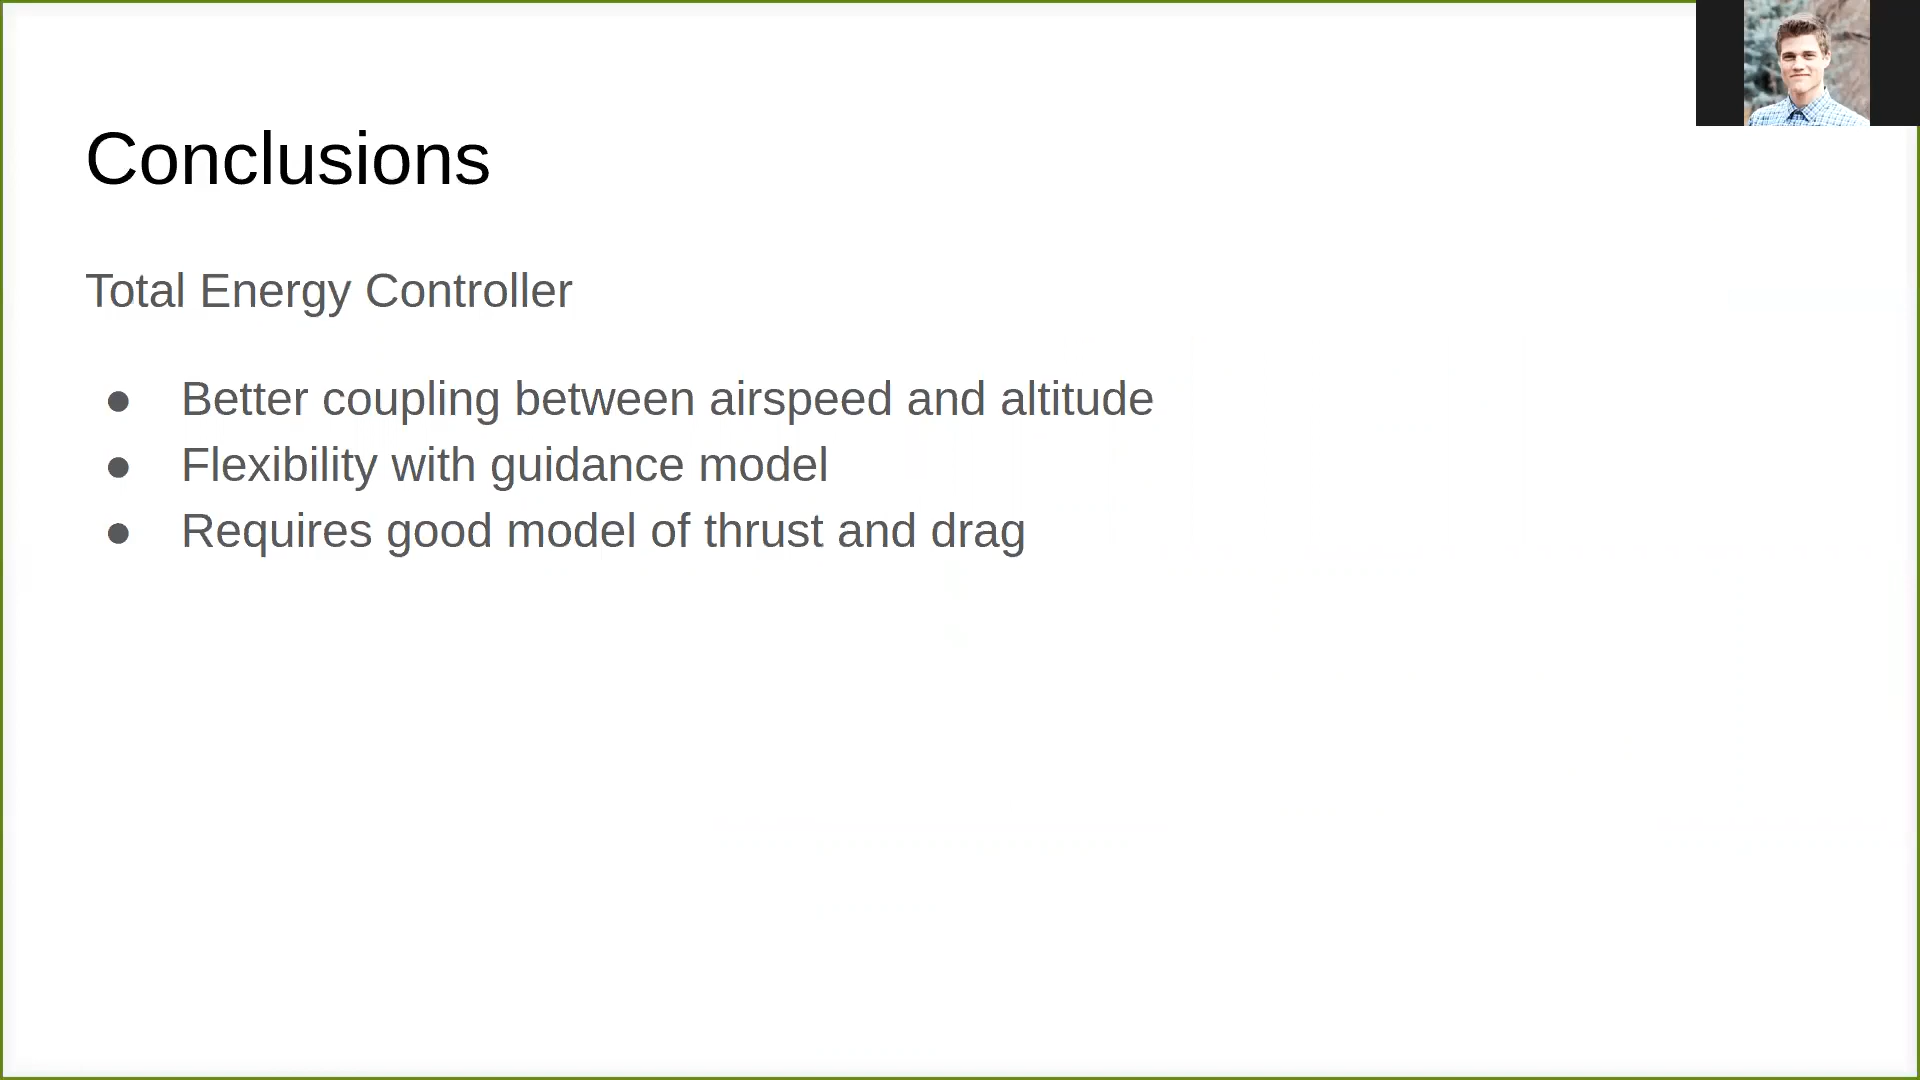 Conclusions
Total Energy Controller
● Better coupling between airspeed and altitude
● Flexibility with guidance model
● Requires good model of thrust and drag